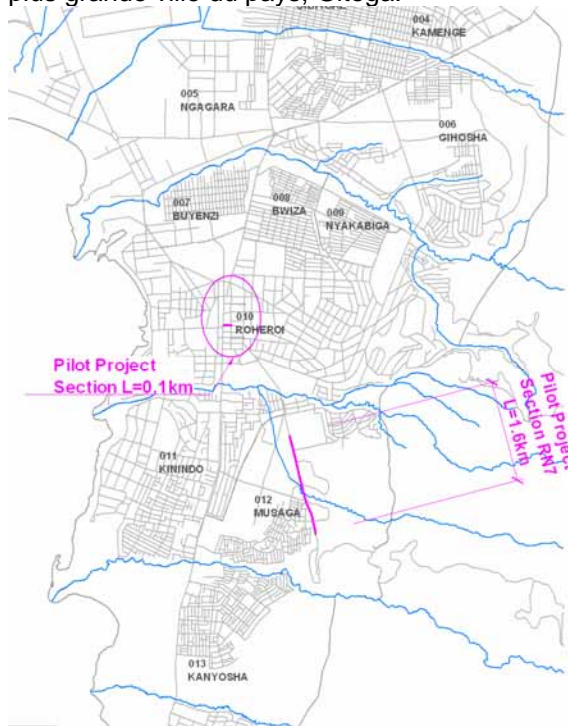 plus grande ville du pays, Gitega.
004
KAMENGE
005
NGAGARA
006
GIHOSHA
007
BUYENZI
008
BWIZA
009
NYAKABIGA
010
ROHEROI
Pilot Project
Section L=0.1km
Pilot Project
Section RN7
L=1.6km
011
KININDO
012
MUSAGA
013
KANYOSHA